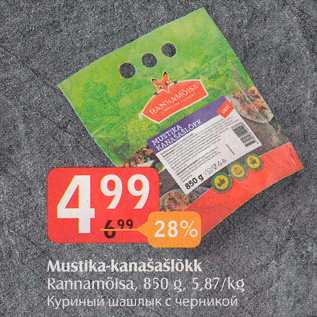 RANNAMÕISA
MUSTIKA
KANAŠAŠLÕKK
850 g
4 99
6 99
28%
Mustika-kanašašlõkk
Rannamõisa, 850 g, 5,87/kg
Куриный шашлык с черникой